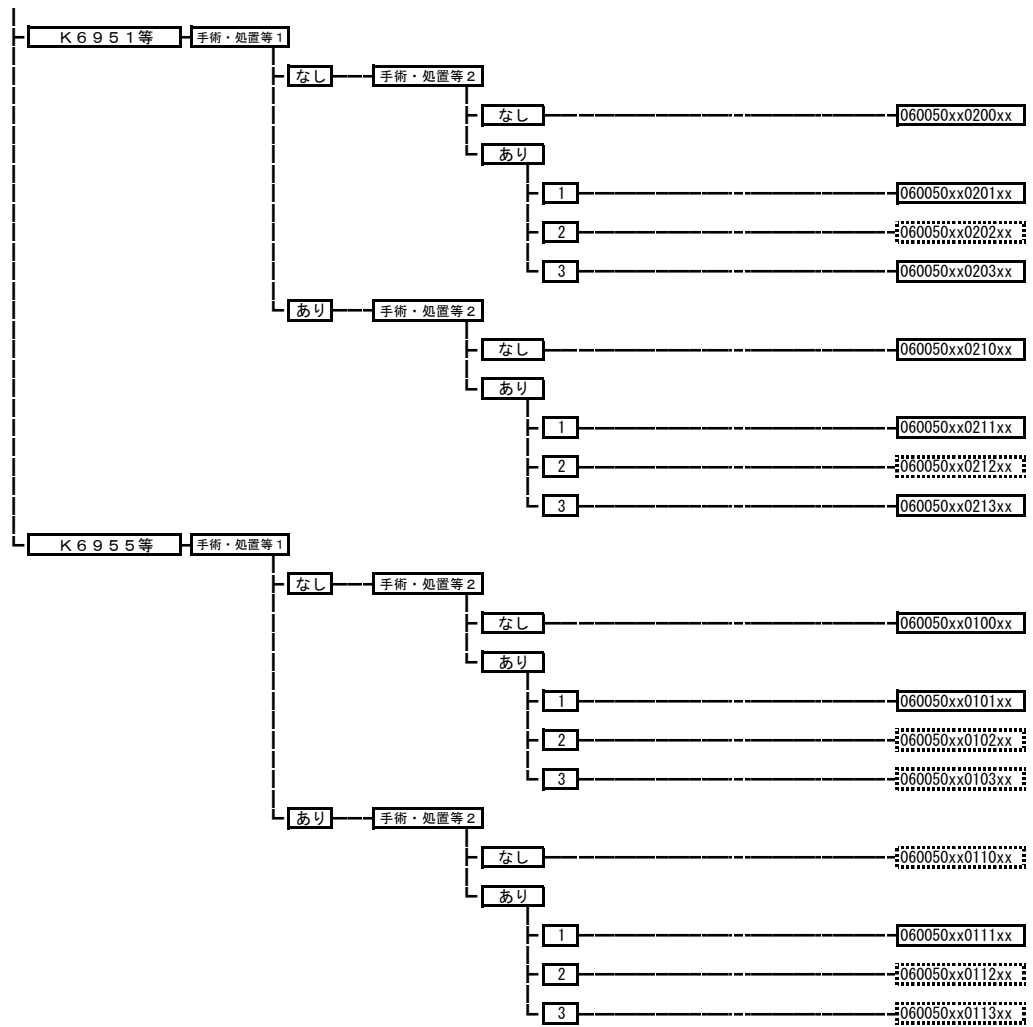 Ｋ６９５１等 手術・処置等１
なし 手術・処置等２
なし 060050xx0200xx
あり
1 060050xx0201xx
2 060050xx0202xx
3 060050xx0203xx
あり 手術・処置等２
なし 060050xx0210xx
あり
1 060050xx0211xx
2 060050xx0212xx
3 060050xx0213xx
Ｋ６９５５等 手術・処置等１
なし 手術・処置等２
なし 060050xx0100xx
あり
1 060050xx0101xx
2 060050xx0102xx
3 060050xx0103xx
あり 手術・処置等２
なし 060050xx0110xx
あり
1 060050xx0111xx
2 060050xx0112xx
3 060050xx0113xx